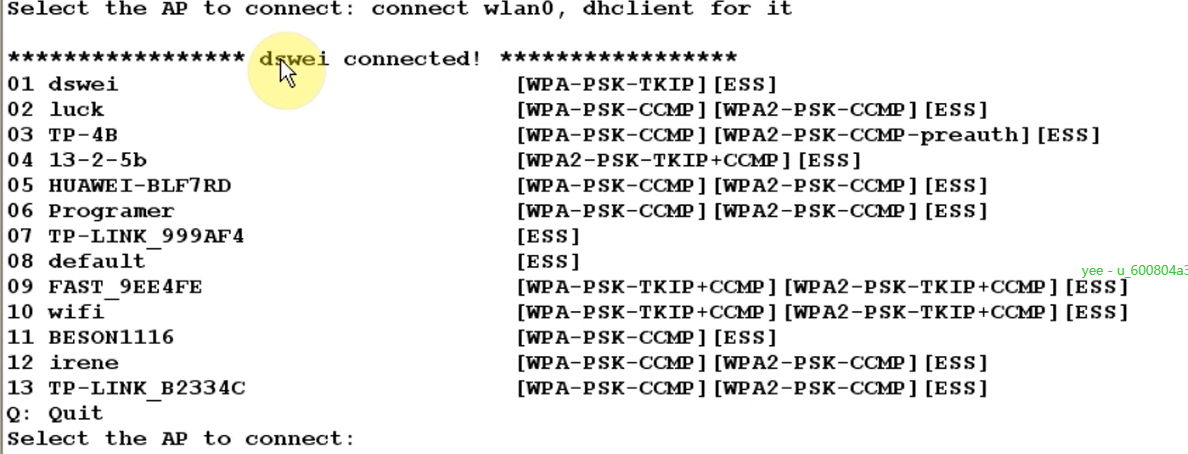 Select the AP to connect: connect wlan0, dhclient for it
***************** dswei connected! *****************
01 dswei [WPA-PSK-TKIP][ESS]
02 luck [WPA-PSK-CCMP][WPA2-PSK-CCMP][ESS]
03 TP-4B [WPA-PSK-CCMP][WPA2-PSK-CCMP-preauth][ESS]
04 13-2-5b [WPA2-PSK-TKIP+CCMP][ESS]
05 HUAWEI-BLF7RD [WPA-PSK-CCMP][WPA2-PSK-CCMP][ESS]
06 Programer [WPA-PSK-CCMP][WPA2-PSK-CCMP][ESS]
07 TP-LINK_999AF4 [ESS]
08 default [ESS]
yee - u_600804a3
09 FAST_9EE4FE [WPA-PSK-TKIP+CCMP][WPA2-PSK-TKIP+CCMP][ESS]
10 wifi [WPA-PSK-TKIP+CCMP][WPA2-PSK-TKIP+CCMP][ESS]
11 BESON1116 [WPA-PSK-CCMP][ESS]
12 irene [WPA-PSK-CCMP][WPA2-PSK-CCMP][ESS]
13 TP-LINK_B2334C [WPA-PSK-CCMP][WPA2-PSK-CCMP][ESS]
Q: Quit
Select the AP to connect: